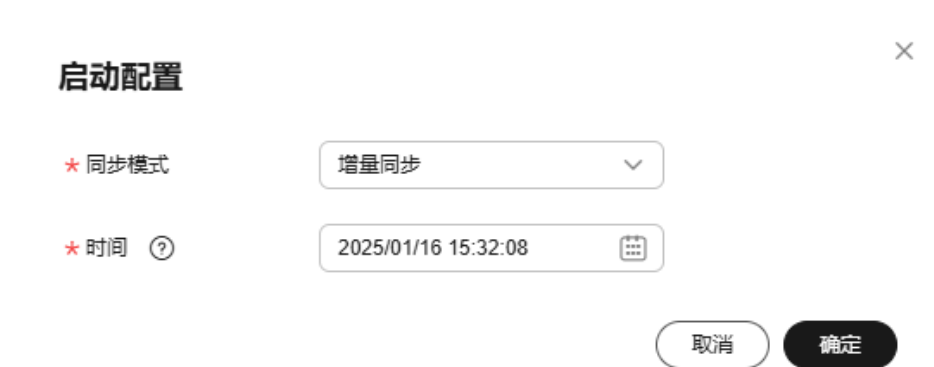 启动配置
* 同步模式 增量同步
* 时间 ? 2025/01/16 15:32:08
取消 确定